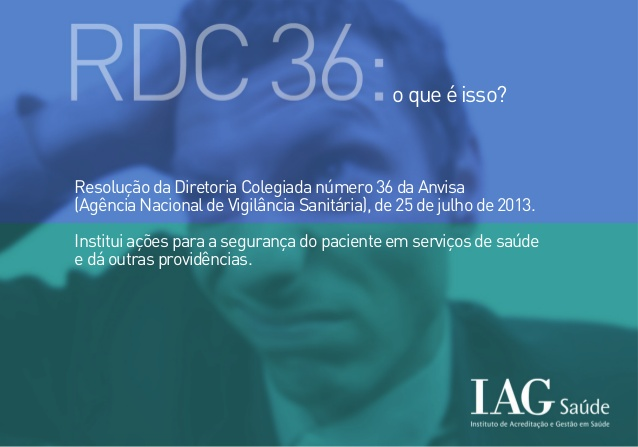 RDC 36: o que é isso?
Resolução da Diretoria Colegiada número 36 da Anvisa
(Agência Nacional de Vigilância Sanitária), de 25 de julho de 2013.
Institui ações para a segurança do paciente em serviços de saúde
e dá outras providências.
IAG Saúde
Instituto de Acreditação e Gestão em Saúde